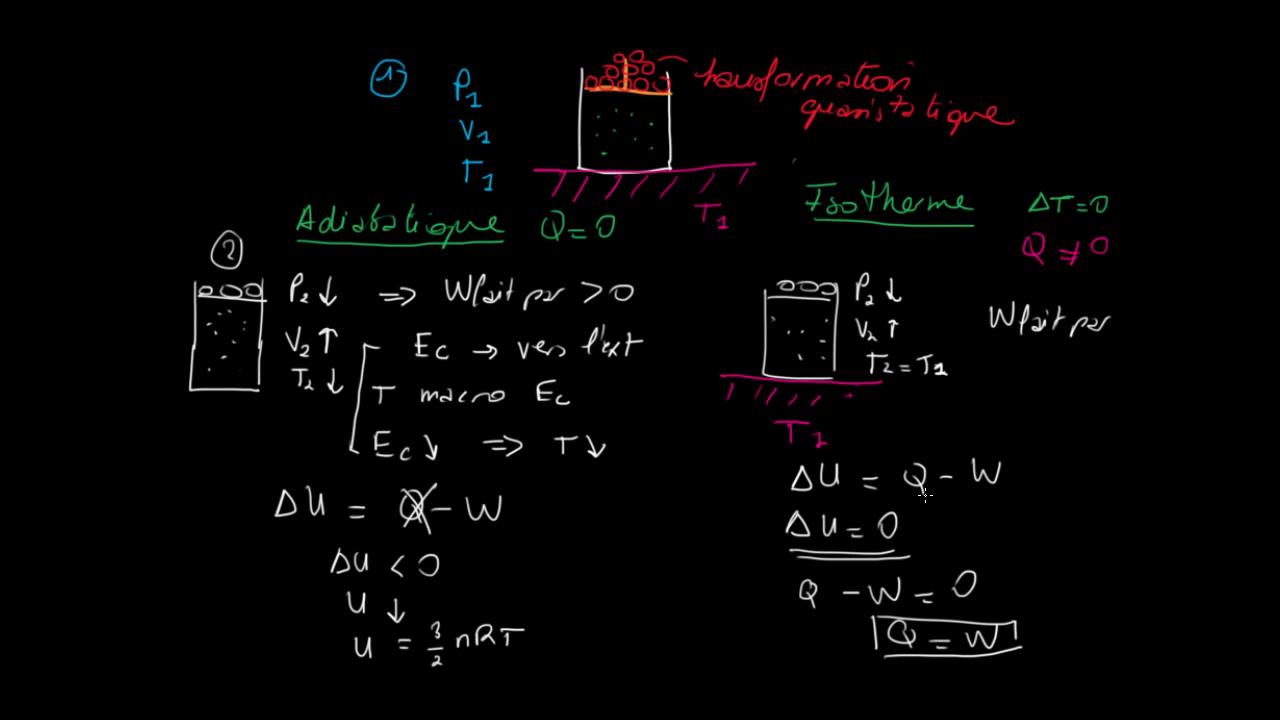 1
P1
V1
T1
transformation
quasistatique
T1
Adiabatique Q = 0
2
P2 ↓ => Wfait par > 0
V2 ↑
T2 ↓
Ec → vers l'ext
T macro Ec
Ec ↓ => T ↓
ΔU = Q - W
ΔU < 0
U ↓
U = 3/2 nRT
Isotherme ΔT = 0
Q ≠ 0
P2 ↓
V2 ↑
T2 = T1
Wfait par
T1
ΔU = Q - W
ΔU = 0
Q - W = 0
Q = W